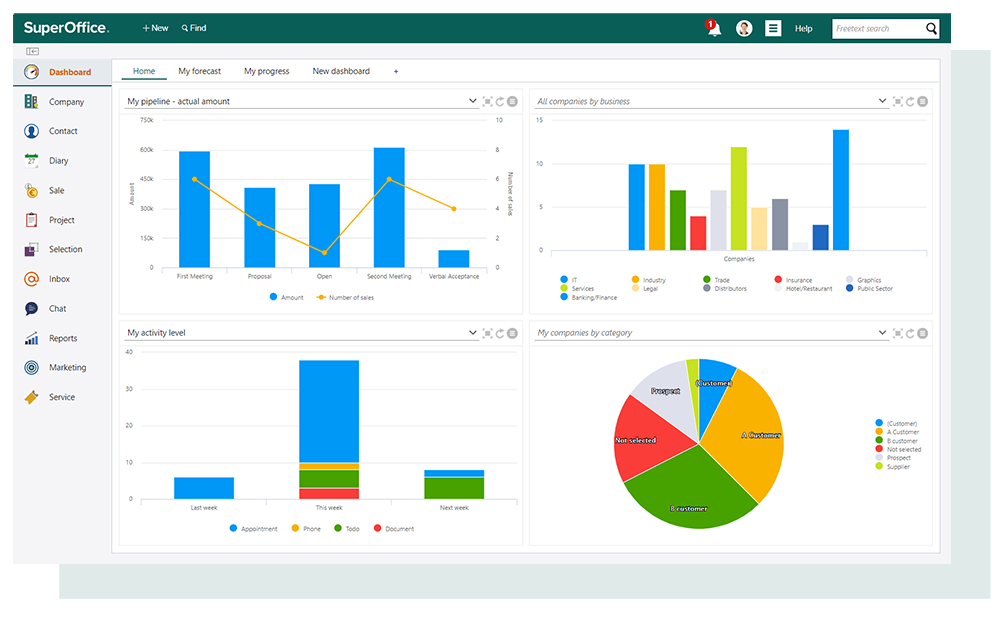 SuperOffice. + New Find 1 Help Freetext search
Dashboard
Company
Contact
27 Diary
Sale
Project
Selection
Inbox
Chat
Reports
Marketing
Service
Home My forecast My progress New dashboard +
My pipeline - actual amount
750k 10
600k 8
450k 6
300k 4
150k 2
0 0
Amount
Number of sales
First Meeting Proposal Open Second Meeting Verbal Acceptance
Amount Number of sales
All companies by business
15
10
5
0
Companies
IT Industry Trade Insurance Graphics
Services Legal Distributors Hotel/Restaurant Public Sector
Banking/Finance
My activity level
40
30
20
10
0
Last week This week Next week
Appointment Phone Todo Document
My companies by category
(Customer)
Prospect
A Customer
Not selected
B customer
(Customer)
A Customer
B customer
Not selected
Prospect
Supplier